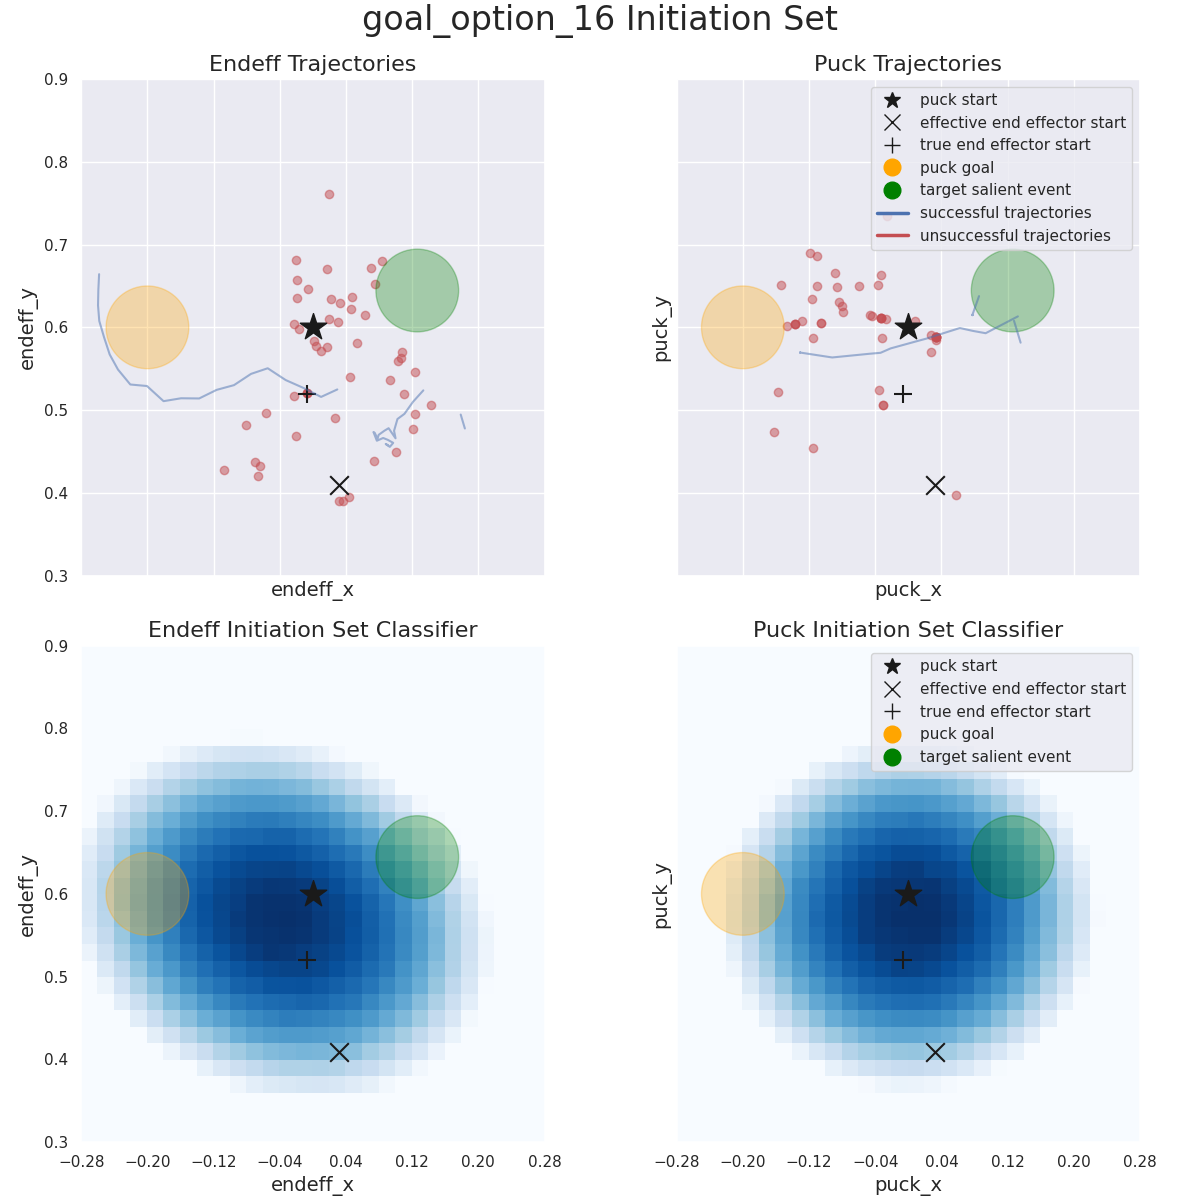 goal_option_16 Initiation Set
Endeff Trajectories
0.9
0.8
0.7
0.6
0.5
0.4
0.3
endeff_y
endeff_x
Puck Trajectories
puck start
effective end effector start
true end effector start
puck goal
target salient event
successful trajectories
unsuccessful trajectories
puck_y
puck_x
Endeff Initiation Set Classifier
0.9
0.8
0.7
0.6
0.5
0.4
0.3
endeff_y
−0.28 −0.20 −0.12 −0.04 0.04 0.12 0.20 0.28
endeff_x
Puck Initiation Set Classifier
puck start
effective end effector start
true end effector start
puck goal
target salient event
puck_y
−0.28 −0.20 −0.12 −0.04 0.04 0.12 0.20 0.28
puck_x